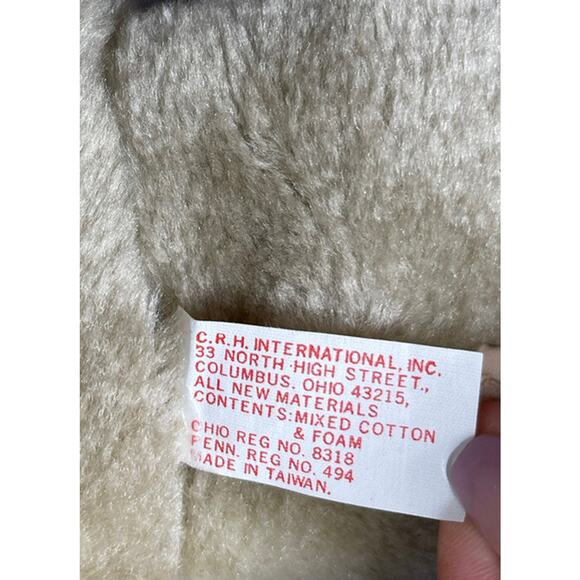 C.R.H. INTERNATIONAL, INC.
33 NORTH HIGH STREET.,
COLUMBUS. OHIO 43215,
ALL NEW MATERIALS
CONTENTS: MIXED COTTON
& FOAM
OHIO REG NO. 8318
PENN. REG NO. 494
MADE IN TAIWAN.